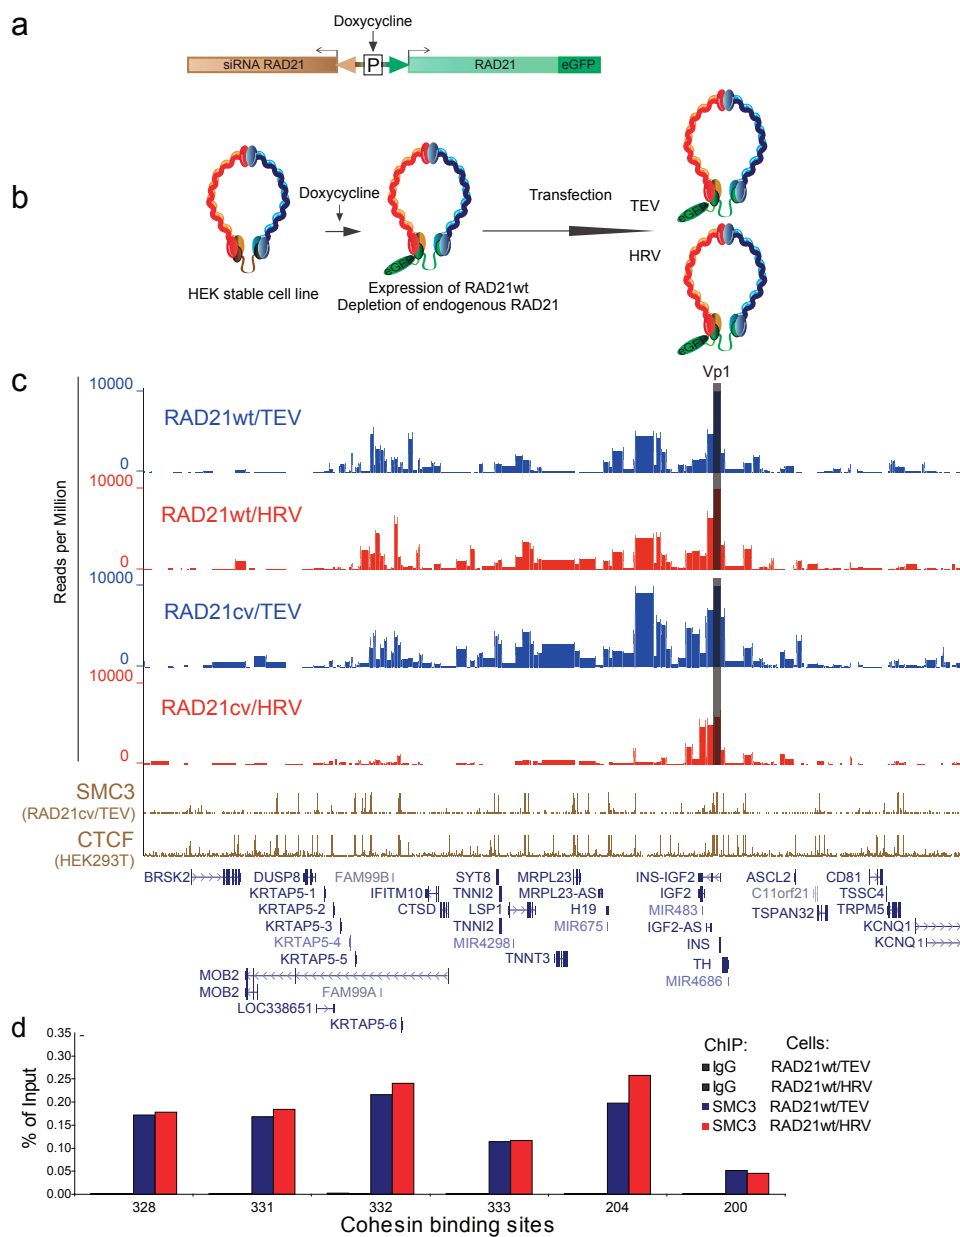 a
Doxycycline
siRNA RAD21
P
RAD21
eGFP
b
Doxycycline
Transfection
TEV
HRV
eGFP
eGFP
eGFP
HEK stable cell line
Expression of RAD21wt
Depletion of endogenous RAD21
c
Vp1
Reads per Million
10000
RAD21wt/TEV
0
10000
RAD21wt/HRV
0
10000
RAD21cv/TEV
0
10000
RAD21cv/HRV
0
SMC3
(RAD21cv/TEV)
CTCF
(HEK293T)
BRSK2 DUSP8 FAM99B SYT8 MRPL23 INS-IGF2 ASCL2 CD81
KRTAP5-1 IFITM10 TNNI2 MRPL23-AS IGF2 C11orf21 TSSC4
KRTAP5-2 CTSD LSP1 H19 MIR483 TSPAN32 TRPM5
KRTAP5-3 TNNI2 MIR675 IGF2-AS KCNQ1
KRTAP5-4 MIR4298 INS KCNQ1
KRTAP5-5 TNNT3 TH
MOB2 MIR4686
MOB2 FAM99A
LOC338651
KRTAP5-6
d
% of Input
0.35
0.30
0.25
0.20
0.15
0.10
0.05
0.00
328 331 332 333 204 200
Cohesin binding sites
ChIP: Cells:
IgG RAD21wt/TEV
IgG RAD21wt/HRV
SMC3 RAD21wt/TEV
SMC3 RAD21wt/HRV